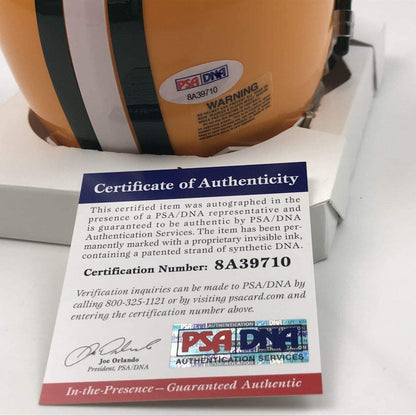 PSA DNA
8A39710
WARNING
Certificate of Authenticity
This certified item was autographed in the
presence of a PSA/DNA representative and
is guaranteed to be authentic by PSA/DNA
Authentication Services. The item has been per-
manently marked with a proprietary invisible ink,
containing a patented strand of synthetic DNA.
Certification Number: 8A39710
Verification inquiries can be made to PSA/DNA by
calling 800-325-1121 or by visiting psacard.com and
entering the certification number above.
PSA DNA
AUTHENTICATION SERVICES
Joe Orlando
President, PSA/DNA
In-the-Presence — Guaranteed Authentic